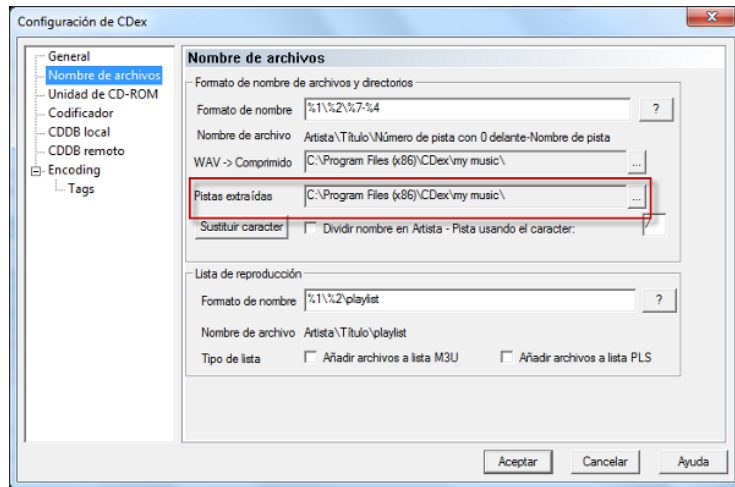 Configuración de CDex
General
Nombre de archivos
Unidad de CD-ROM
Codificador
CDDB local
CDDB remoto
Encoding
Tags
Nombre de archivos
Formato de nombre de archivos y directorios
Formato de nombre %1\%2\%7-%4 ?
Nombre de archivo Artista\Título\Número de pista con 0 delante-Nombre de pista
WAV -> Comprimido C:\Program Files (x86)\CDex\my music\ ...
Pistas extraídas C:\Program Files (x86)\CDex\my music\ ...
Sustituir caracter Dividir nombre en Artista - Pista usando el caracter: /
Lista de reproducción
Formato de nombre %1\%2\playlist ?
Nombre de archivo Artista\Título\playlist
Tipo de lista Añadir archivos a lista M3U Añadir archivos a lista PLS
Aceptar Cancelar Ayuda